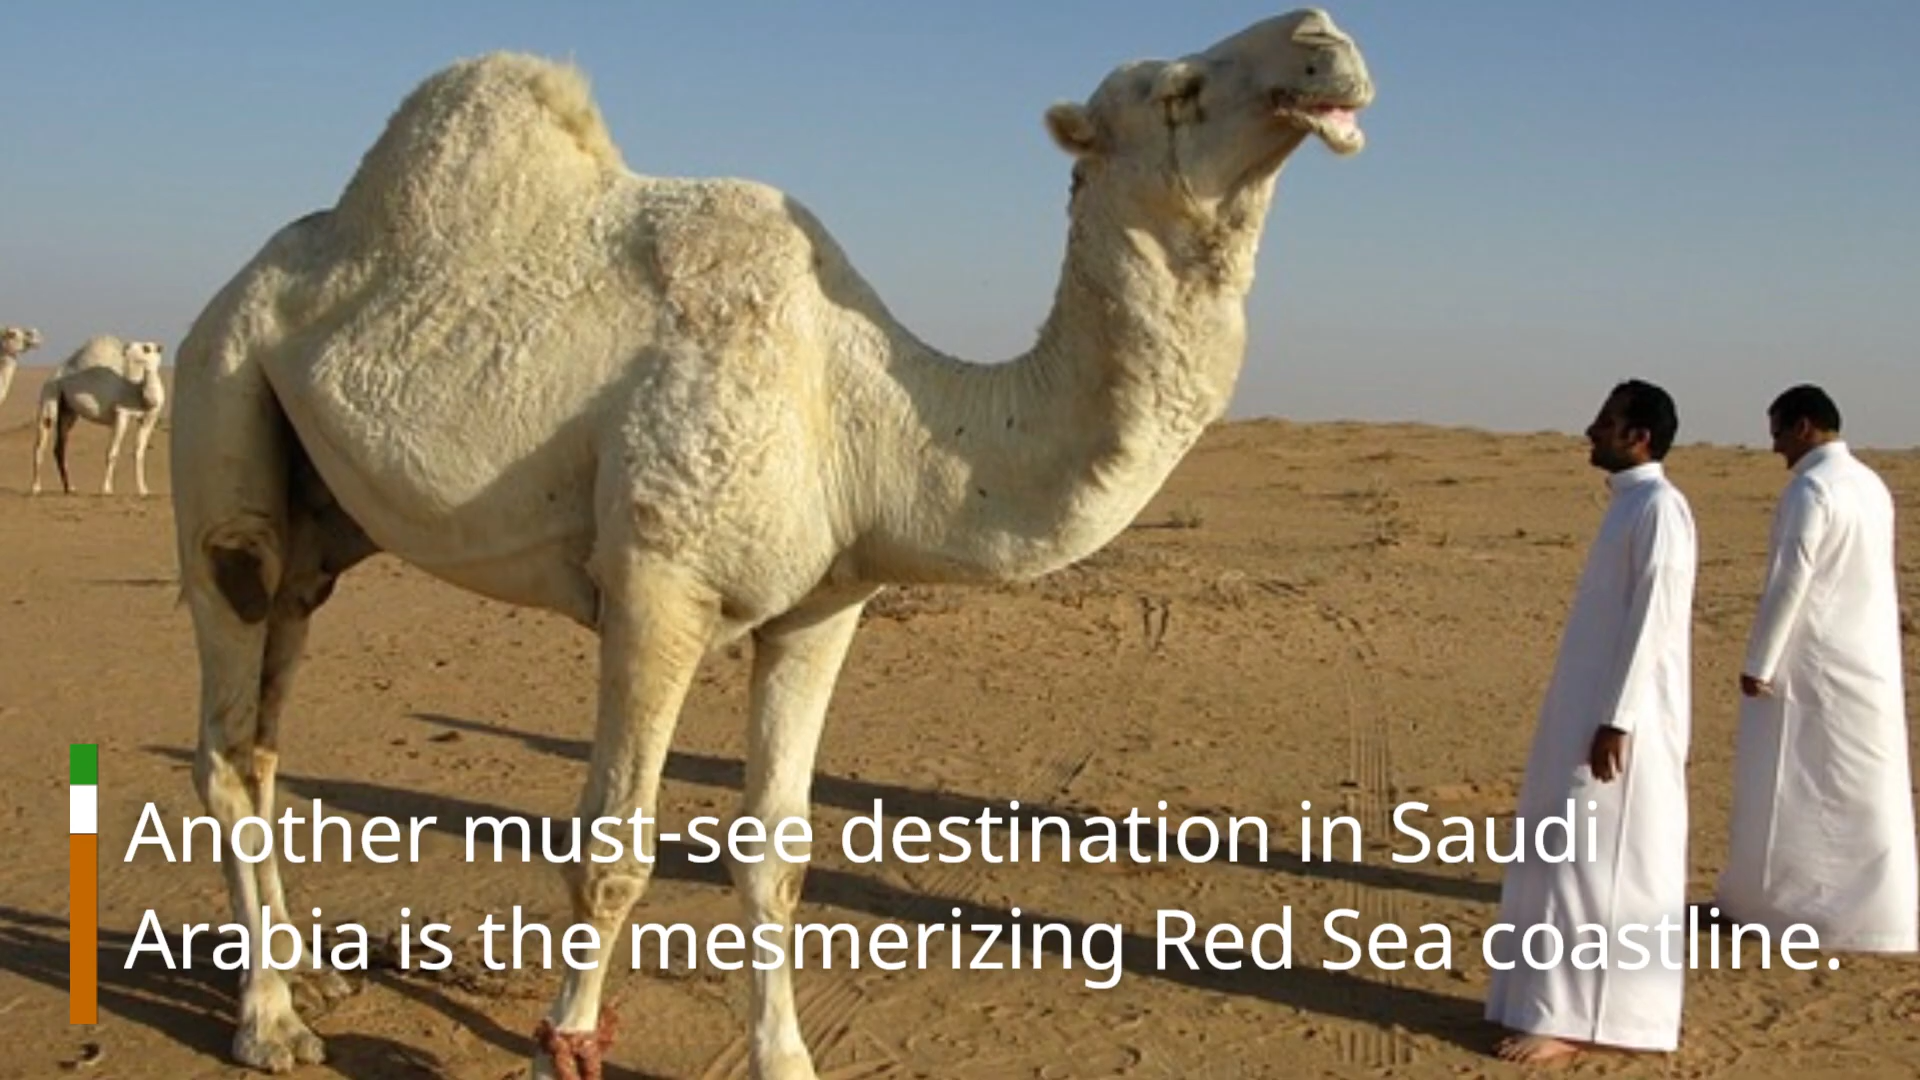 Another must-see destination in Saudi
Arabia is the mesmerizing Red Sea coastline.